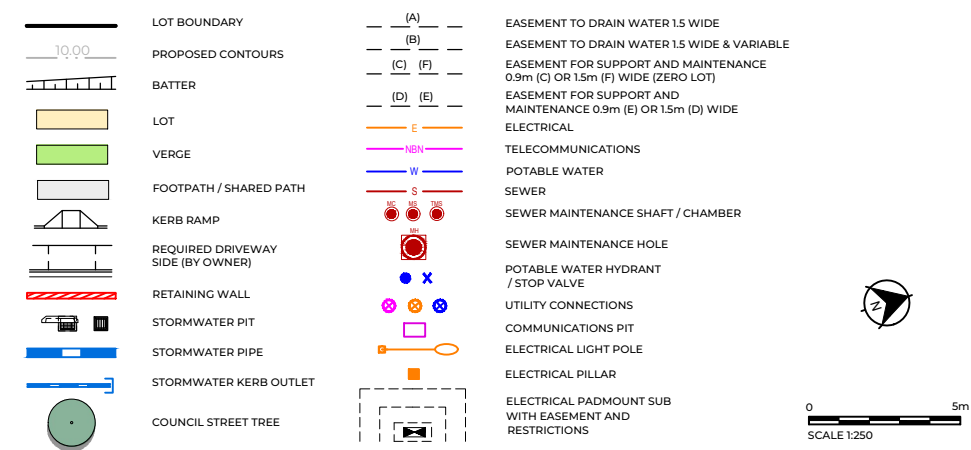 LOT BOUNDARY
10.00
PROPOSED CONTOURS
BATTER
LOT
VERGE
FOOTPATH / SHARED PATH
KERB RAMP
REQUIRED DRIVEWAY
SIDE (BY OWNER)
RETAINING WALL
STORMWATER PIT
STORMWATER PIPE
STORMWATER KERB OUTLET
COUNCIL STREET TREE
(A)
EASEMENT TO DRAIN WATER 1.5 WIDE
(B)
EASEMENT TO DRAIN WATER 1.5 WIDE & VARIABLE
(C) (F)
EASEMENT FOR SUPPORT AND MAINTENANCE
0.9m (C) OR 1.5m (F) WIDE (ZERO LOT)
(D) (E)
EASEMENT FOR SUPPORT AND
MAINTENANCE 0.9m (E) OR 1.5m (D) WIDE
E
ELECTRICAL
NBN
TELECOMMUNICATIONS
W
POTABLE WATER
S
SEWER
MC MS TMS
SEWER MAINTENANCE SHAFT / CHAMBER
MH
SEWER MAINTENANCE HOLE
POTABLE WATER HYDRANT
/ STOP VALVE
UTILITY CONNECTIONS
COMMUNICATIONS PIT
ELECTRICAL LIGHT POLE
ELECTRICAL PILLAR
ELECTRICAL PADMOUNT SUB
WITH EASEMENT AND
RESTRICTIONS
N
0 5m
SCALE 1:250